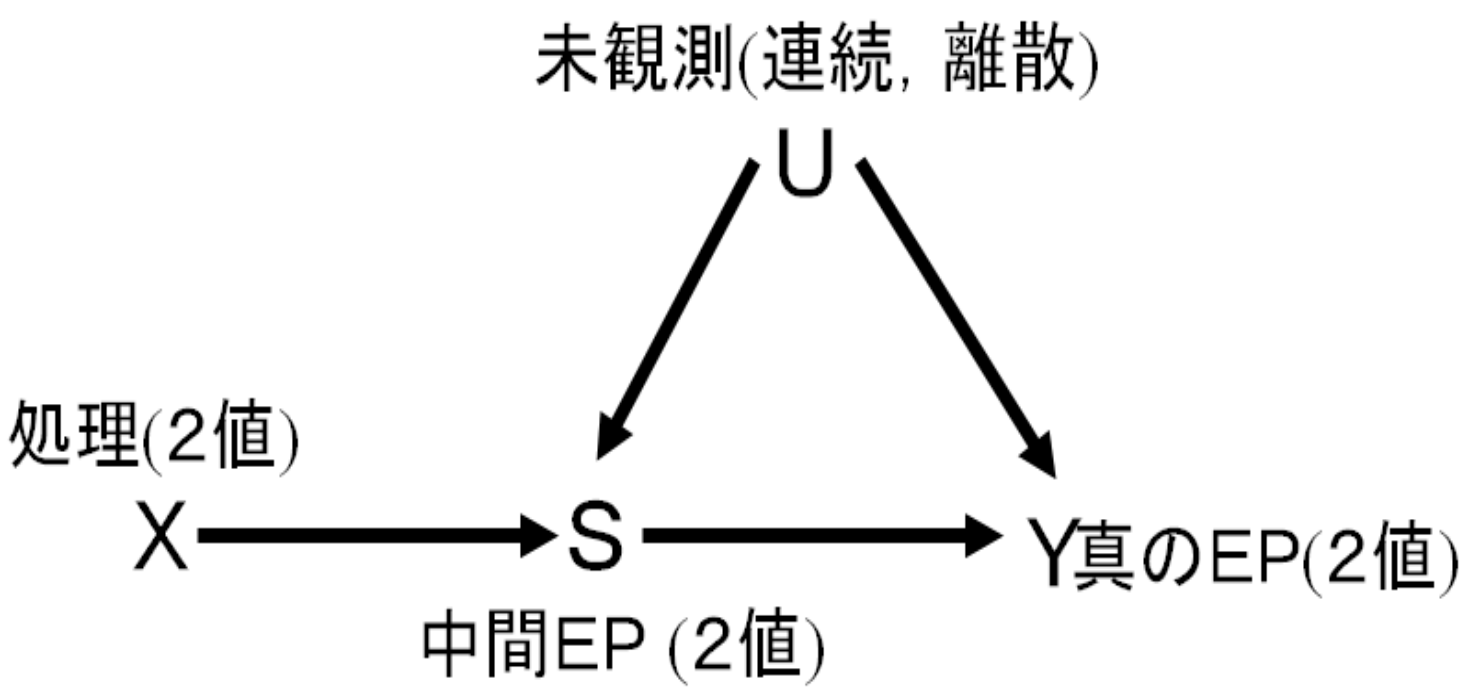 未観測(連続, 離散)
U
処理(2値)
X
S
Y真のEP(2値)
中間EP (2値)